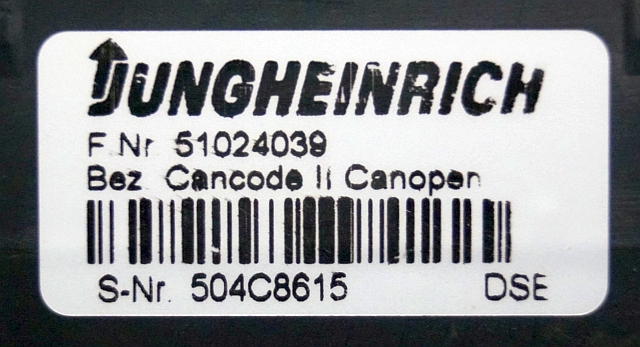 JUNGHEINRICH
F.Nr. 51024039
Bez. Cancode II Canopen
S-Nr. 504C8615 DSE